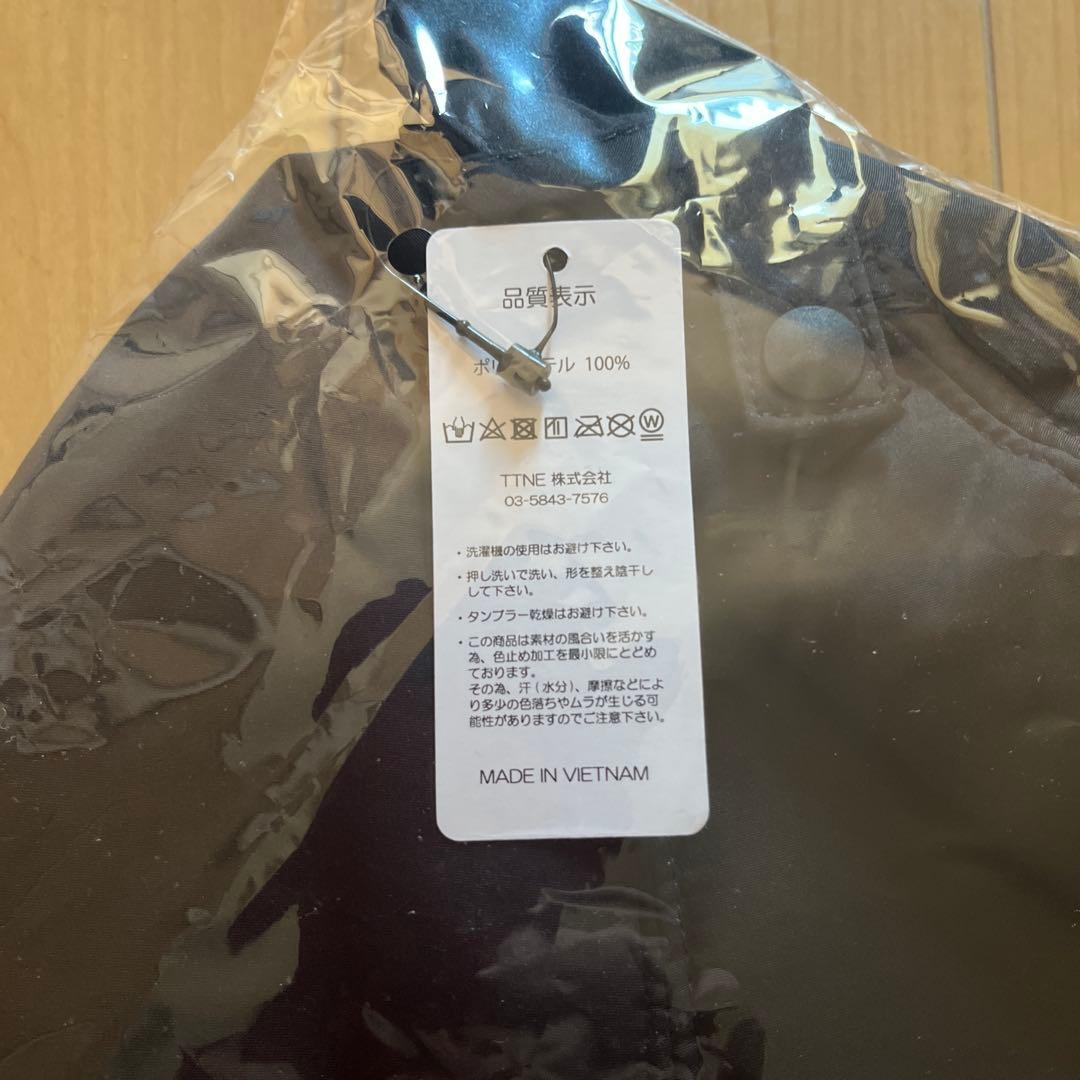 品質表示
ポリ テル 100%
W
TTNE 株式会社
03-5843-7576
・洗濯機の使用はお避け下さい。
・押し洗いで洗い、形を整え陰干し
して下さい。
・タンブラー乾燥はお避け下さい。
・この商品は素材の風合いを活かす
為、色止め加工を最小限にとどめ
ております。
その為、汗(水分)、摩擦などによ
り多少の色落ちやムラが生じる可
能性がありますのでご注意下さい。
MADE IN VIETNAM